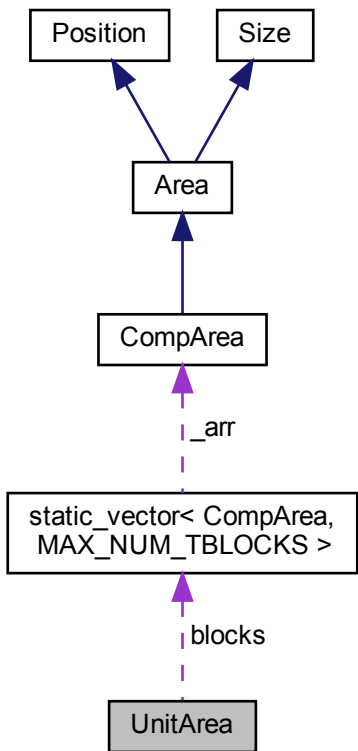 Position
Size
Area
CompArea
_arr
static_vector< CompArea,
MAX_NUM_TBLOCKS >
blocks
UnitArea